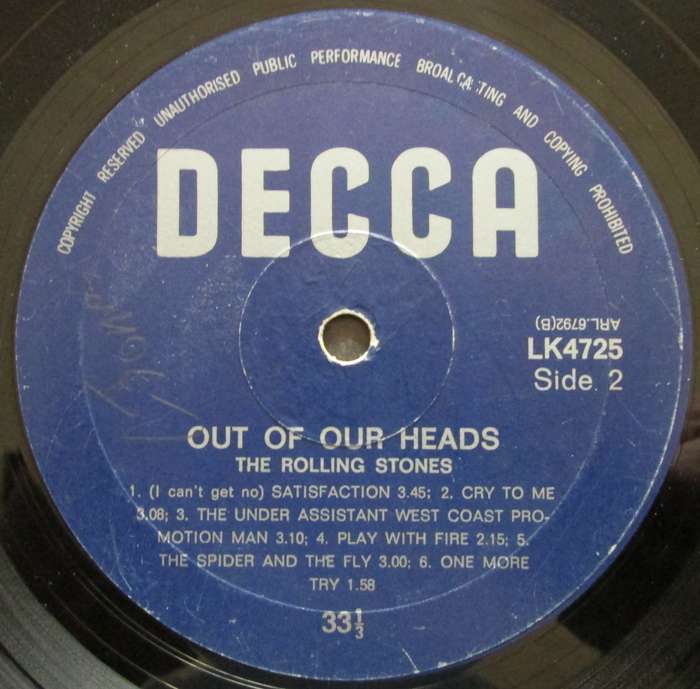 COPYRIGHT RESERVED UNAUTHORISED PUBLIC PERFORMANCE BROADCASTING AND COPYING PROHIBITED
DECCA
ARL.6792(B)
LK4725
Side 2
OUT OF OUR HEADS
THE ROLLING STONES
1. (I can't get no) SATISFACTION 3.45; 2. CRY TO ME
3.08; 3. THE UNDER ASSISTANT WEST COAST PRO-
MOTION MAN 3.10; 4. PLAY WITH FIRE 2.15; 5.
THE SPIDER AND THE FLY 3.00; 6. ONE MORE
TRY 1.58
33⅓